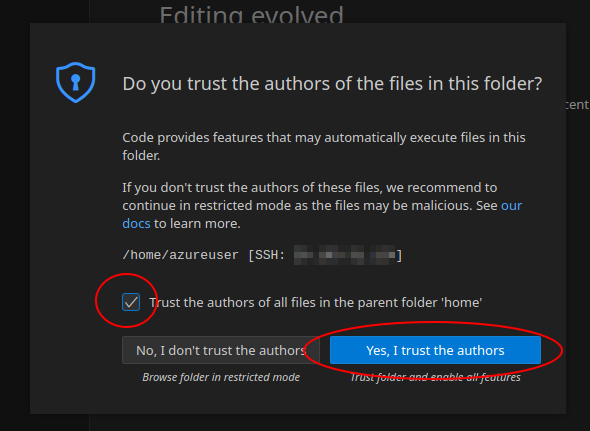 Editing evolved
Do you trust the authors of the files in this folder?
cent
Code provides features that may automatically execute files in this
folder.
If you don't trust the authors of these files, we recommend to
continue in restricted mode as the files may be malicious. See our
docs to learn more.
/home/azureuser [SSH: ]
Trust the authors of all files in the parent folder 'home'
No, I don't trust the authors
Yes, I trust the authors
Browse folder in restricted mode
Trust folder and enable all features